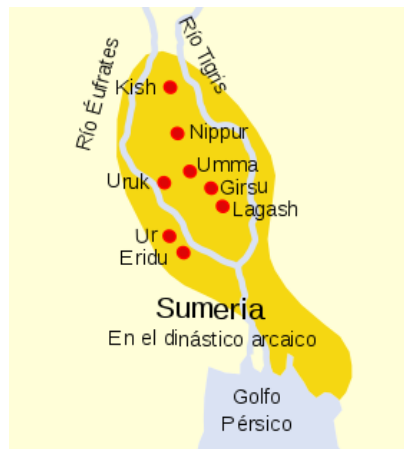 Río Éufrates
Río Tigris
Kish
Nippur
Umma
Uruk
Girsu
Lagash
Ur
Eridu
Sumeria
En el dinástico arcaico
Golfo
Pérsico